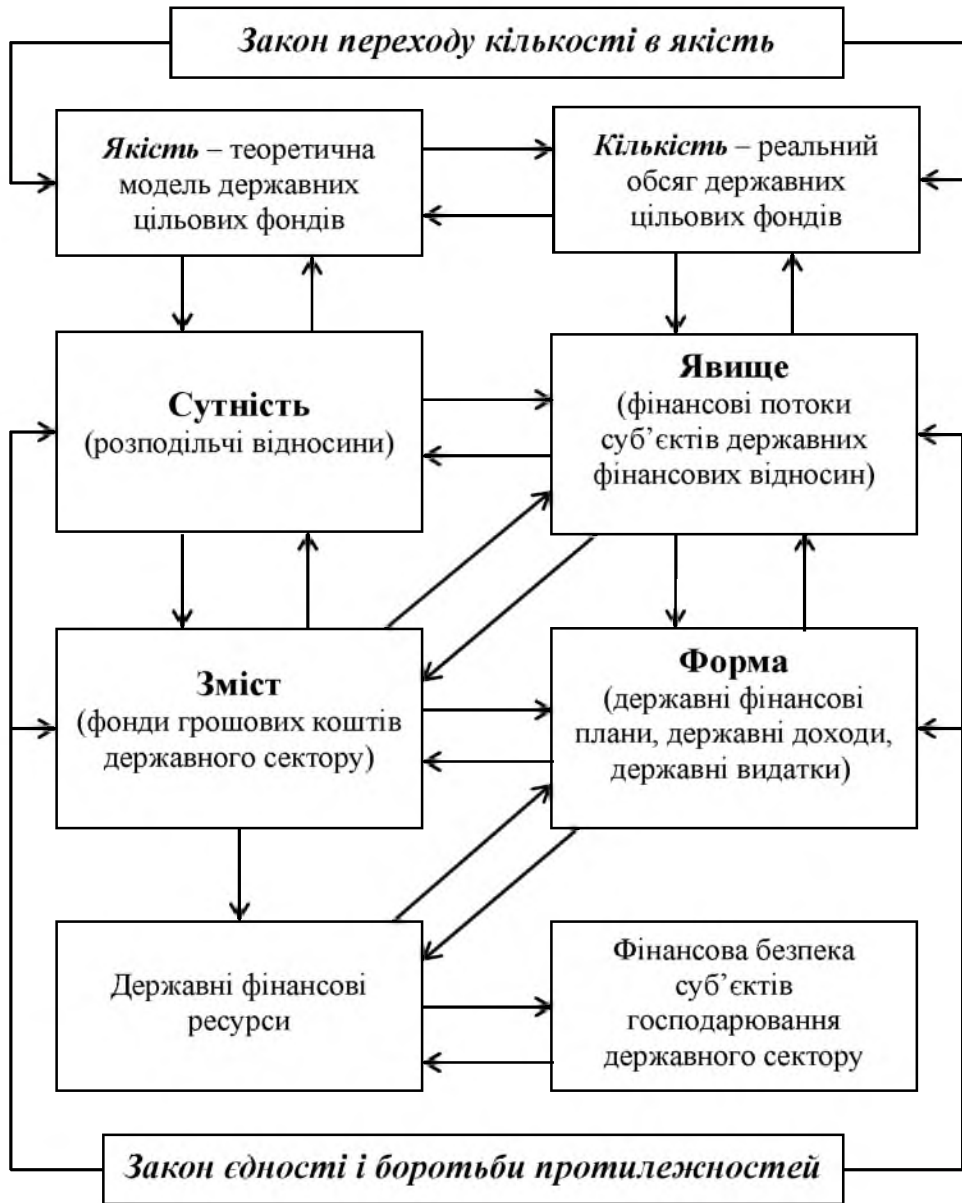 Закон переходу кількості в якість
Якість – теоретична
модель державних
цільових фондів
Кількість – реальний
обсяг державних
цільових фондів
Сутність
(розподільчі відносини)
Явище
(фінансові потоки
суб’єктів державних
фінансових відносин)
Зміст
(фонди грошових коштів
державного сектору)
Форма
(державні фінансові
плани, державні доходи,
державні видатки)
Державні фінансові
ресурси
Фінансова безпека
суб’єктів
господарювання
державного сектору
Закон єдності і боротьби протилежностей